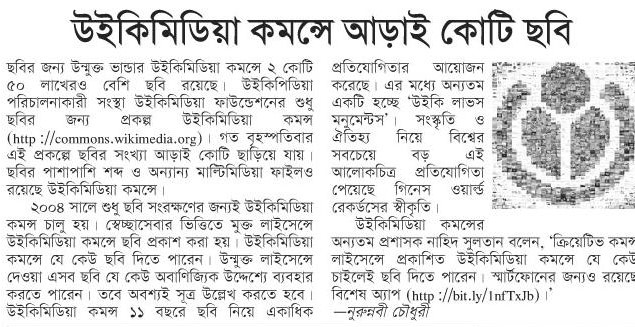 উইকিমিডিয়া কমন্সে আড়াই কোটি ছবি
ছবির জন্য উন্মুক্ত ভান্ডার উইকিমিডিয়া কমন্সে ২ কোটি
৫০ লাখেরও বেশি ছবি রয়েছে। উইকিপিডিয়া
পরিচালনাকারী সংস্থা উইকিমিডিয়া ফাউন্ডেশনের শুধু
ছবির জন্য প্রকল্প উইকিমিডিয়া কমন্স
(http://commons.wikimedia.org)। গত বৃহস্পতিবার
এই প্রকল্পে ছবির সংখ্যা আড়াই কোটি ছাড়িয়ে যায়।
ছবির পাশাপাশি শব্দ ও অন্যান্য মাল্টিমিডিয়া ফাইলও
রয়েছে উইকিমিডিয়া কমন্সে।
২০০৪ সালে শুধু ছবি সংরক্ষণের জন্যই উইকিমিডিয়া
কমন্স চালু হয়। স্বেচ্ছাসেবার ভিত্তিতে মুক্ত লাইসেন্সে
উইকিমিডিয়া কমন্সে ছবি প্রকাশ করা হয়। উইকিমিডিয়া
কমন্সে যে কেউ ছবি দিতে পারেন। উন্মুক্ত লাইসেন্সে
দেওয়া এসব ছবি যে কেউ অবাণিজ্যিক উদ্দেশ্যে ব্যবহার
করতে পারেন। তবে অবশ্যই সূত্র উল্লেখ করতে হবে।
উইকিমিডিয়া কমন্স ১১ বছরে ছবি নিয়ে একাধিক
প্রতিযোগিতার আয়োজন
করেছে। এর মধ্যে অন্যতম
একটি হচ্ছে ‘উইকি লাভস
মনুমেন্টস’। সংস্কৃতি ও
ঐতিহ্য নিয়ে বিশ্বের
সবচেয়ে বড় এই
আলোকচিত্র প্রতিযোগিতা
পেয়েছে গিনেস ওয়ার্ল্ড
রেকর্ডসের স্বীকৃতি।
উইকিমিডিয়া কমন্সের
অন্যতম প্রশাসক নাহিদ সুলতান বলেন, ‘ক্রিয়েটিভ কমন্স
লাইসেন্সে প্রকাশিত উইকিমিডিয়া কমন্সে যে কেউ
চাইলেই ছবি দিতে পারেন। স্মার্টফোনের জন্যও রয়েছে
বিশেষ অ্যাপ (http://bit.ly/1nfTxJb)।’
—নুরুন্নবী চৌধুরী